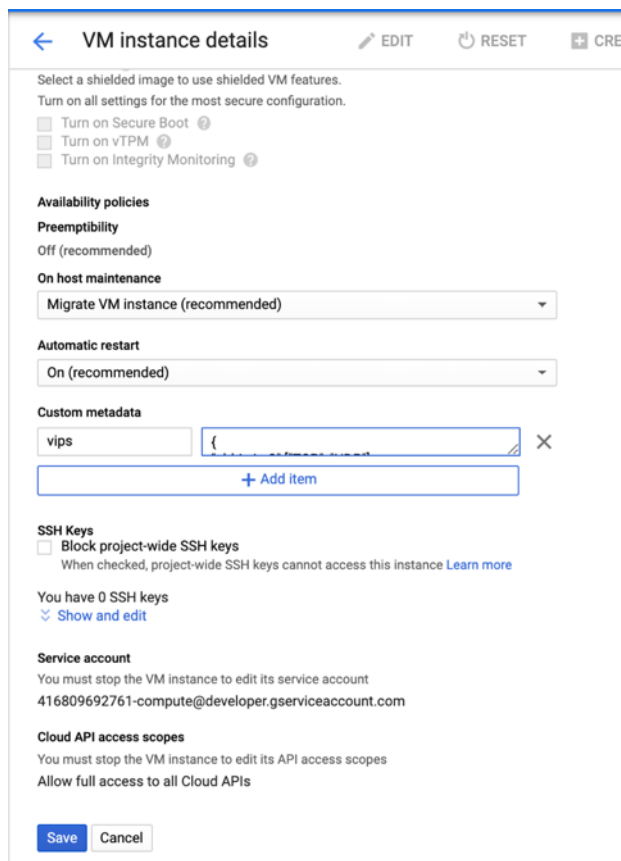 VM instance details EDIT RESET CRE
Select a shielded image to use shielded VM features.
Turn on all settings for the most secure configuration.
Turn on Secure Boot
Turn on vTPM
Turn on Integrity Monitoring
Availability policies
Preemptibility
Off (recommended)
On host maintenance
Migrate VM instance (recommended)
Automatic restart
On (recommended)
Custom metadata
vips {
+ Add item
SSH Keys
Block project-wide SSH keys
When checked, project-wide SSH keys cannot access this instance Learn more
You have 0 SSH keys
Show and edit
Service account
You must stop the VM instance to edit its service account
416809692761-compute@developer.gserviceaccount.com
Cloud API access scopes
You must stop the VM instance to edit its API access scopes
Allow full access to all Cloud APIs
Save Cancel